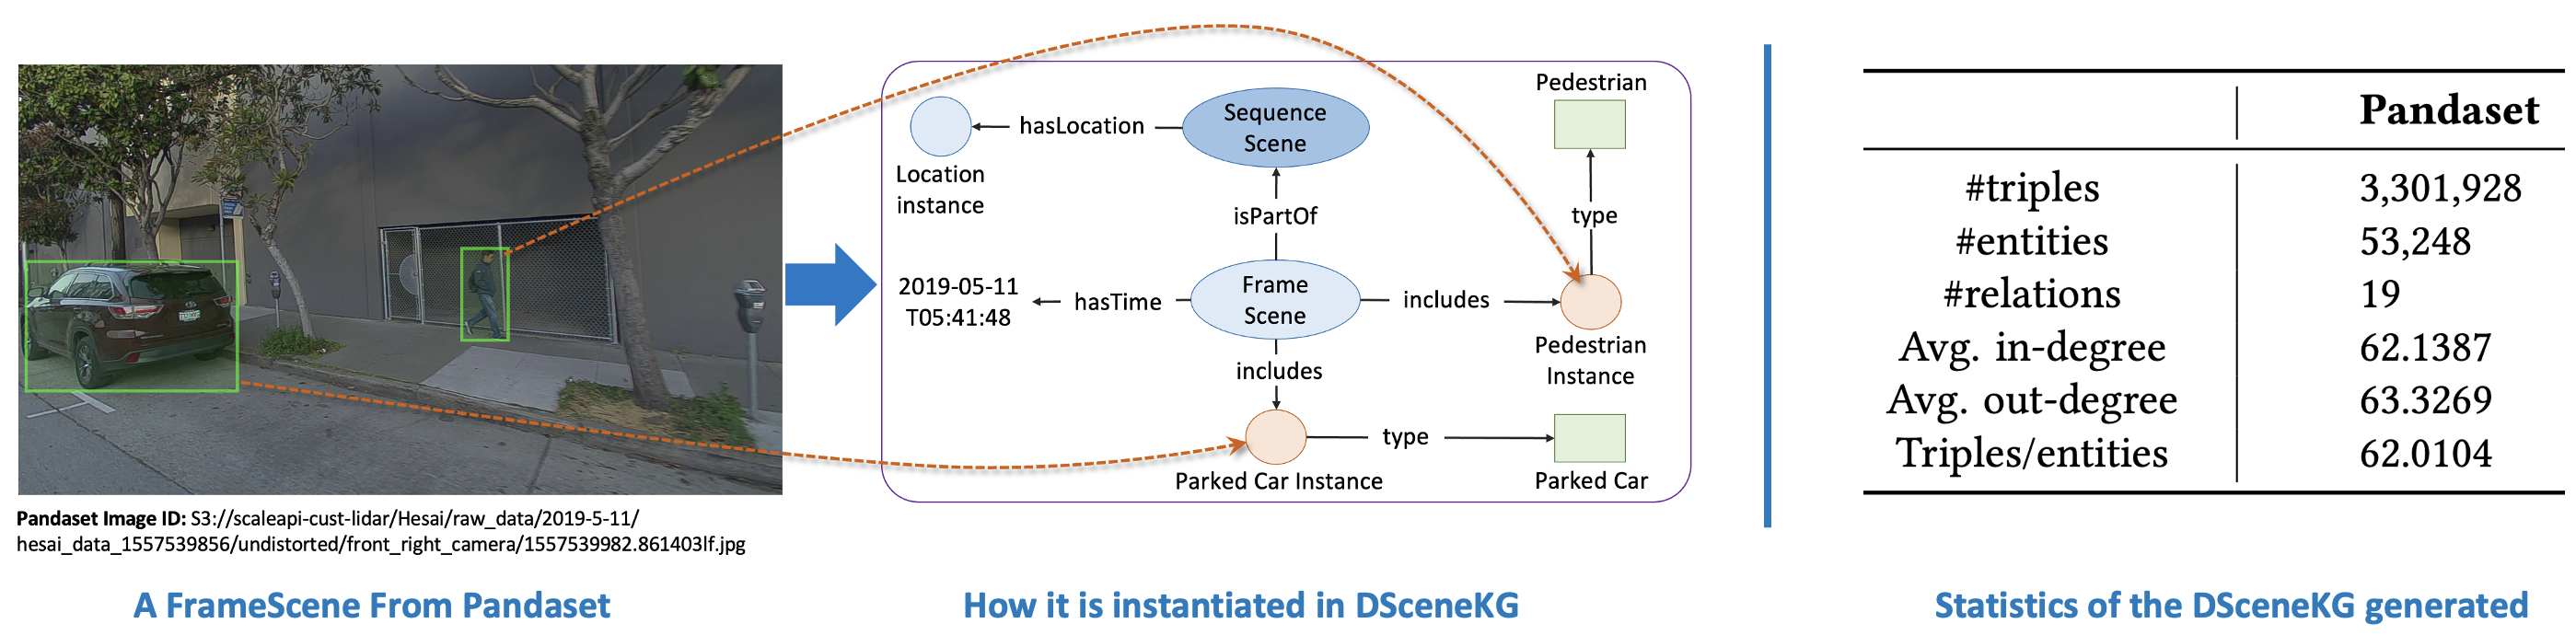 Pandaset Image ID: S3://scaleapi-cust-lidar/Hesai/raw_data/2019-5-11/
hesai_data_1557539856/undistorted/front_right_camera/1557539982.861403lf.jpg
A FrameScene From Pandaset
Location
instance
hasLocation
Sequence
Scene
isPartOf
2019-05-11
T05:41:48
hasTime
Frame
Scene
includes
Pedestrian
type
Pedestrian
Instance
includes
Parked Car Instance
type
Parked Car
How it is instantiated in DSceneKG
Pandaset
#triples 3,301,928
#entities 53,248
#relations 19
Avg. in-degree 62.1387
Avg. out-degree 63.3269
Triples/entities 62.0104
Statistics of the DSceneKG generated